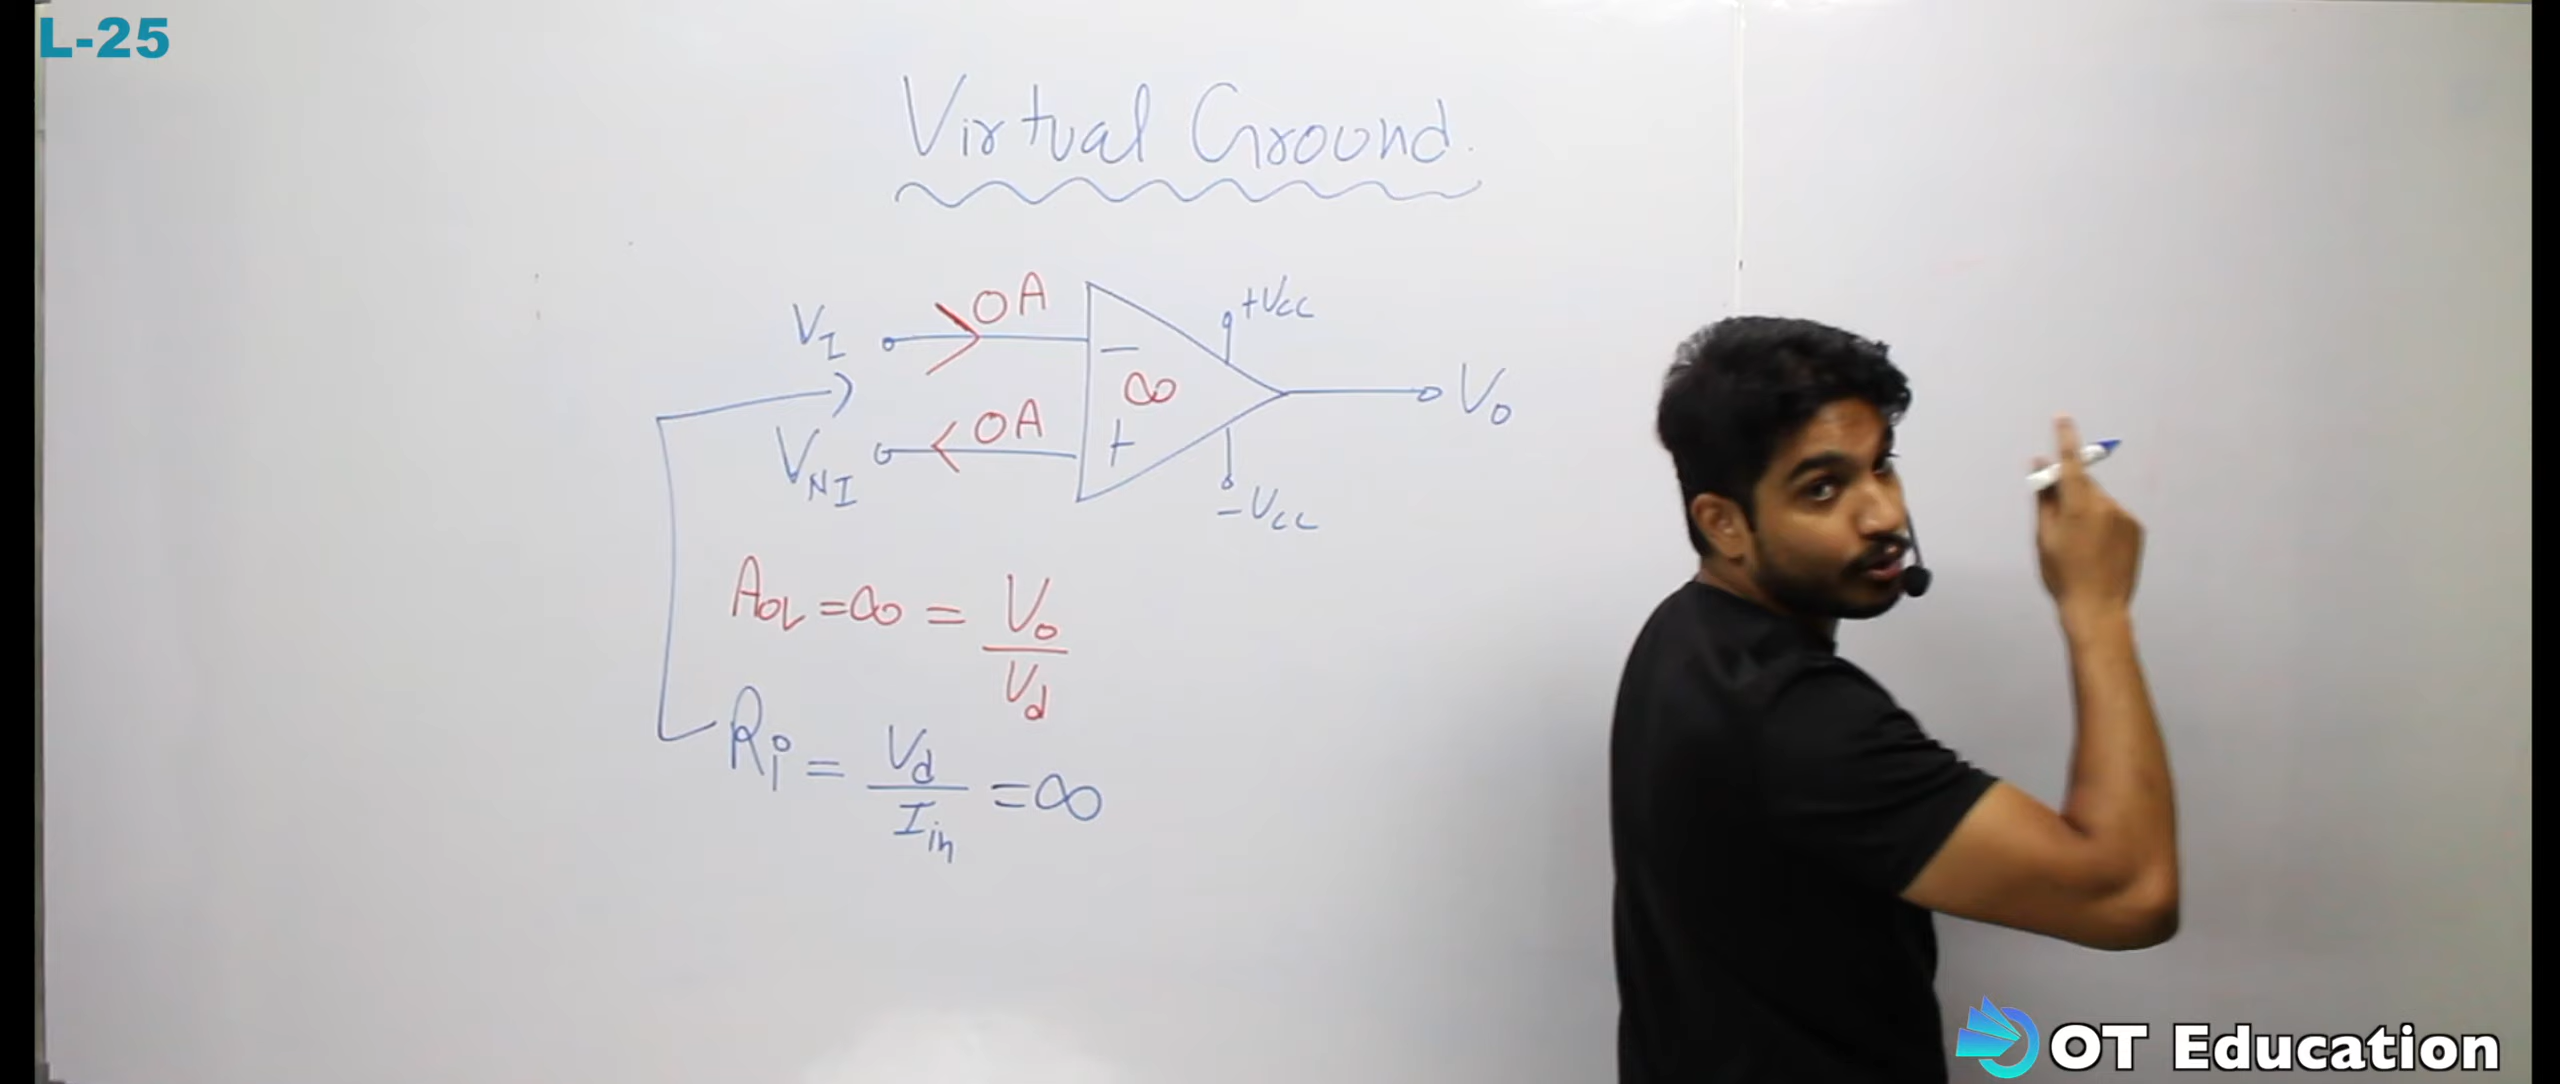 L-25
Virtual Ground.
V_I
0A
+Vcc
−
∞
V_NI
0A
+
V_o
-Vcc
A_OL = ∞ = V_o / V_d
R_i = V_d / I_in = ∞
OT Education